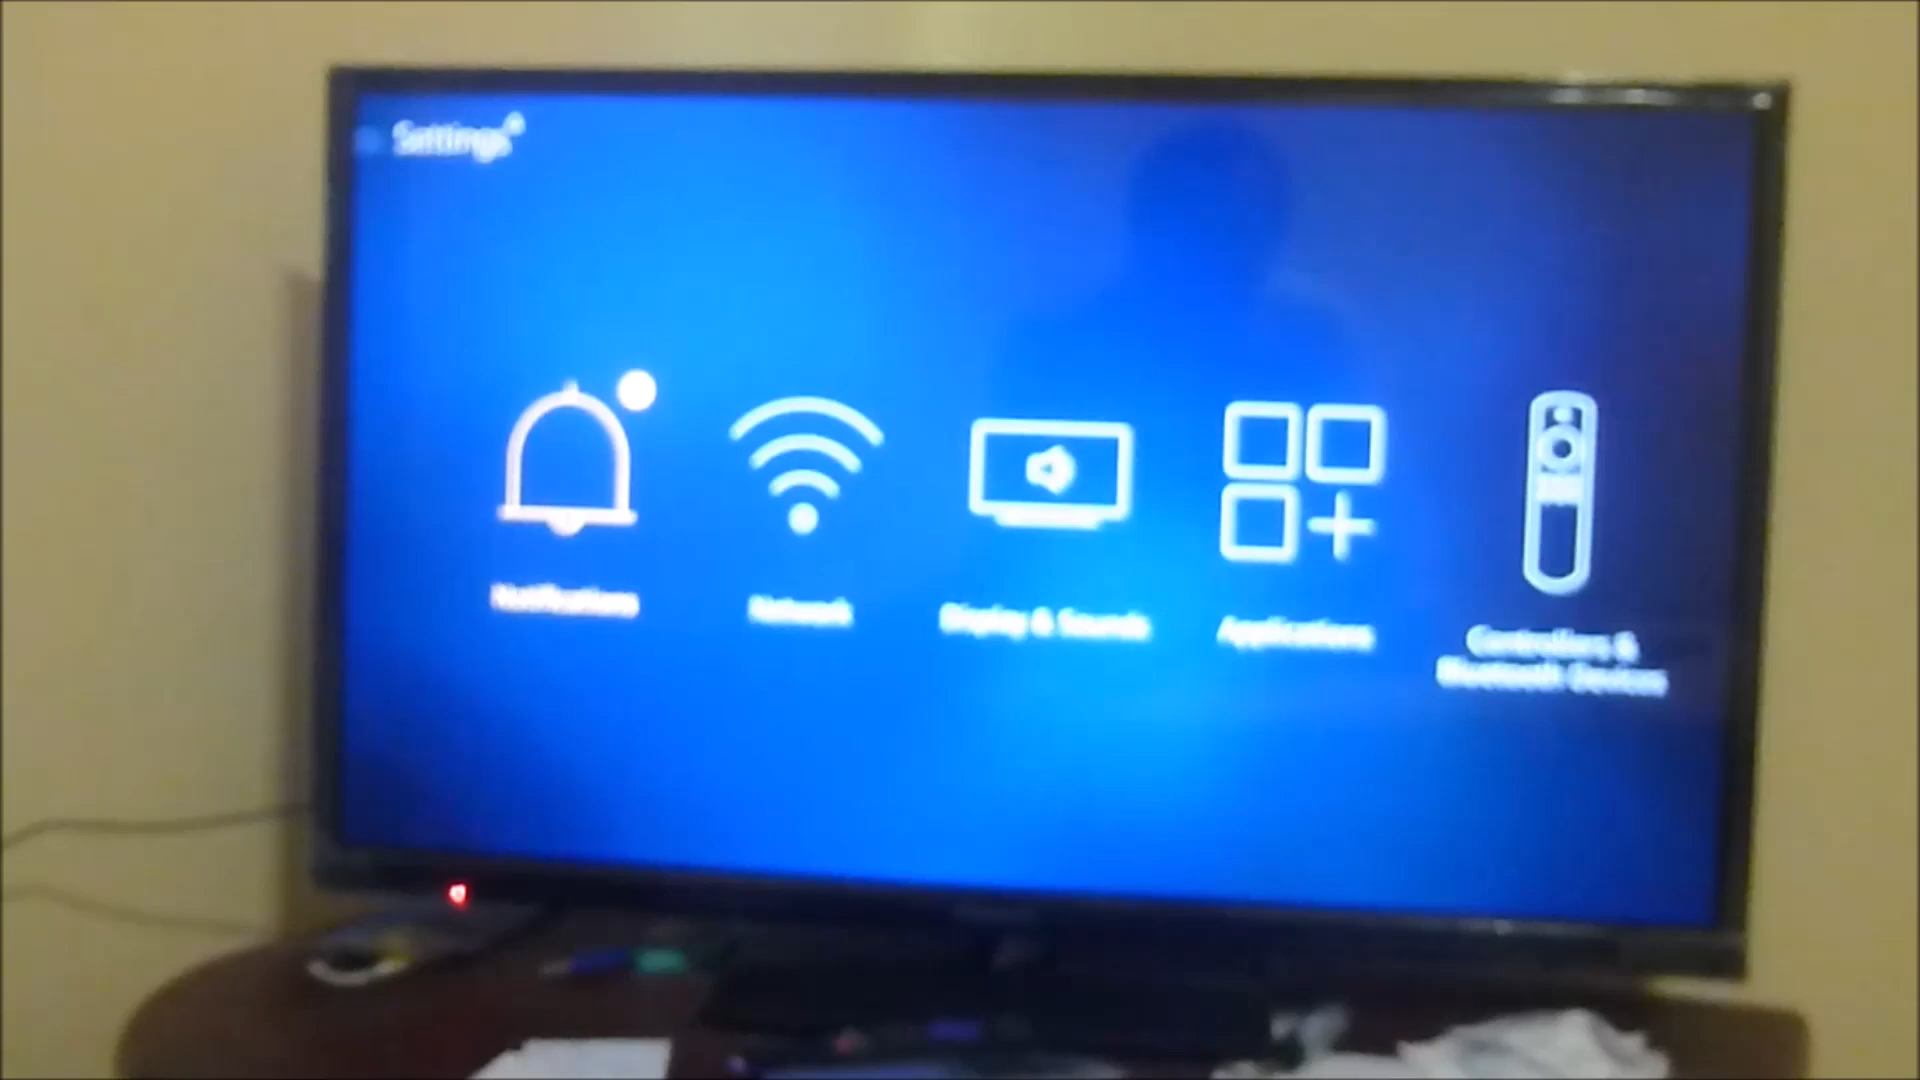 Settings
Notifications
Network
Display & Sounds
Applications
Controllers &
Bluetooth Devices